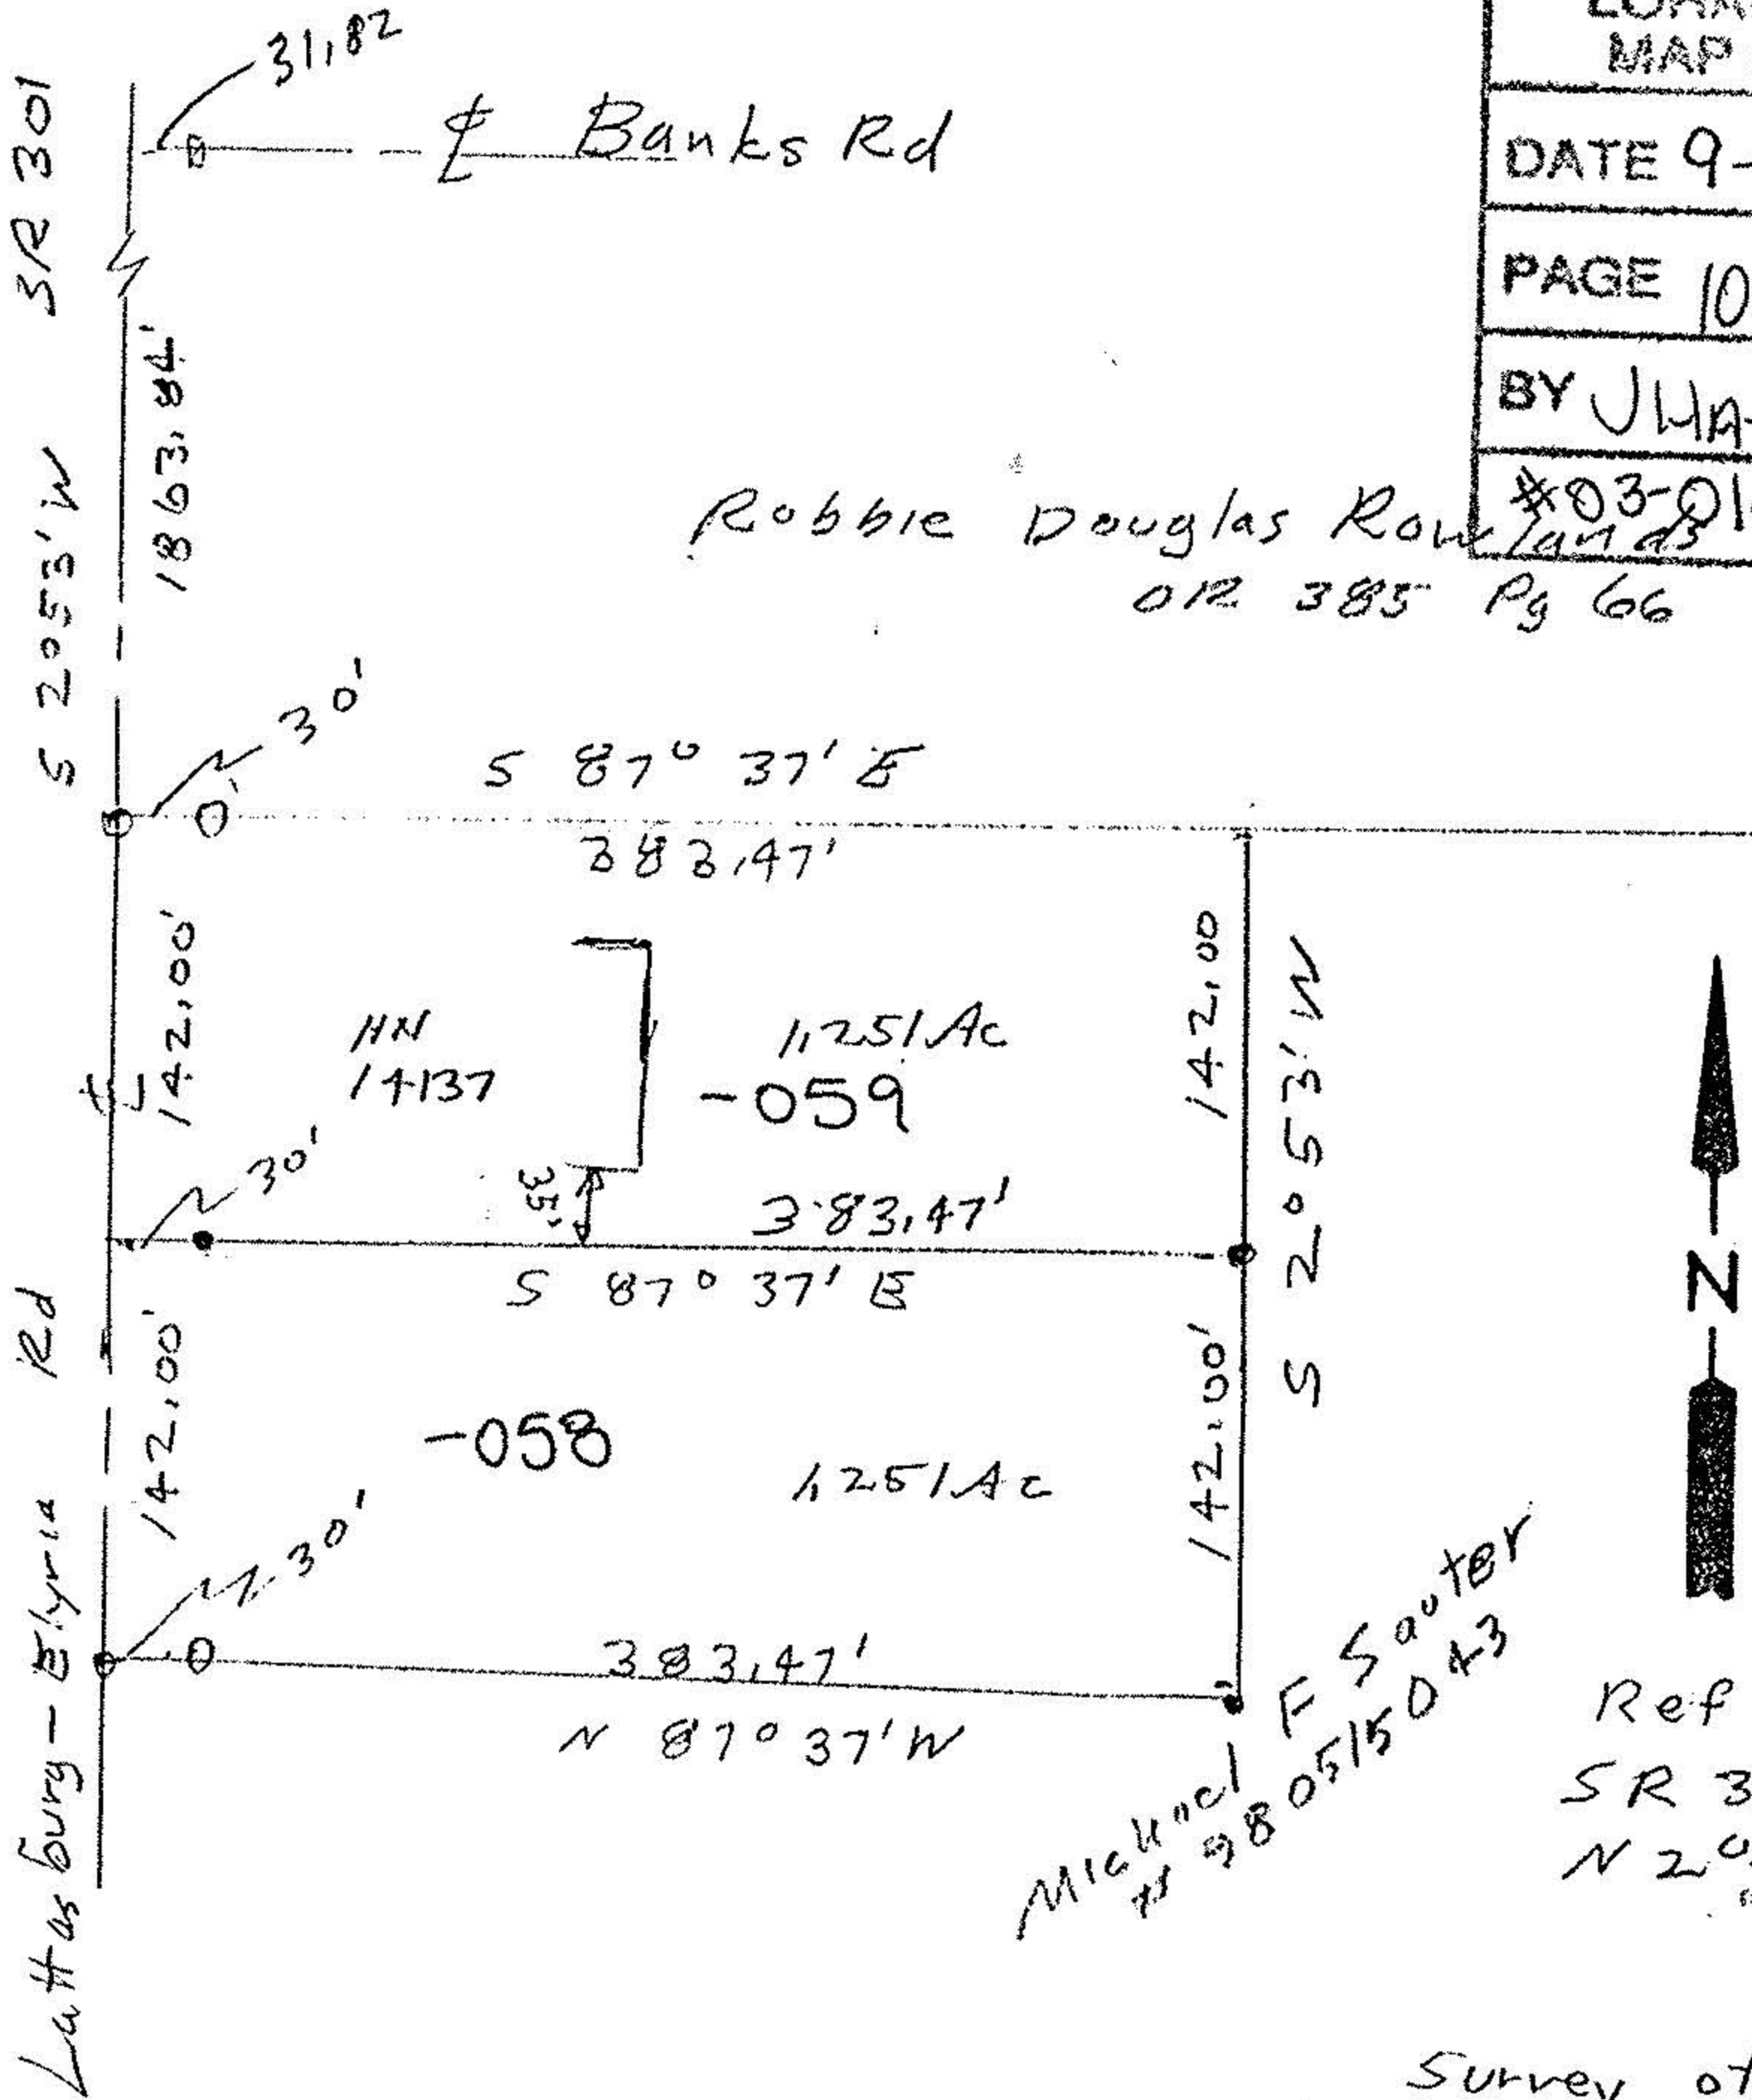 31.82
SR 301
℄ Banks Rd
MAP
DATE 9-
PAGE 10
BY JHA-
#03-01
1863.84'
S 2°53'W
Robbie Douglas Rowlands
OR 385 Pg 66
30'
S 87° 37' E
383.47'
142.00'
142.00
HN
14137
1.251 Ac
-059
S 2°53'W
30'
35'
383.47'
S 87° 37' E
N
Lattasburg-Elyria Rd
142.00'
142.00'
-058
1.251 Ac
30'
383.47'
N 87° 37' W
Michael F Sauter
# 980515043
Ref
SR 3
N 2°
Survey of